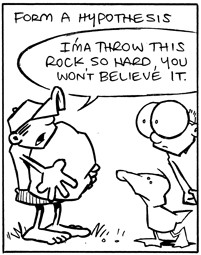 FORM A HYPOTHESIS
I'MA THROW THIS
ROCK SO HARD, YOU
WON'T BELIEVE IT.